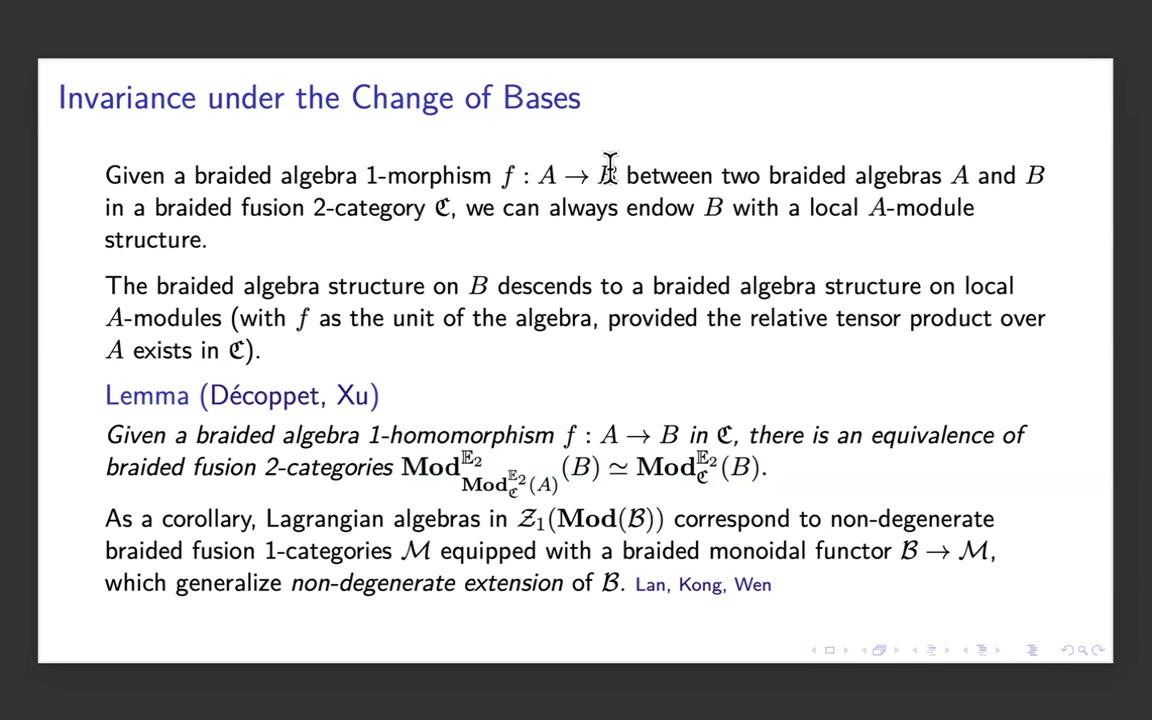 Invariance under the Change of Bases
Given a braided algebra 1-morphism f : A → B between two braided algebras A and B
in a braided fusion 2-category ℭ, we can always endow B with a local A-module
structure.
The braided algebra structure on B descends to a braided algebra structure on local
A-modules (with f as the unit of the algebra, provided the relative tensor product over
A exists in ℭ).
Lemma (Décoppet, Xu)
Given a braided algebra 1-homomorphism f : A → B in ℭ, there is an equivalence of
braided fusion 2-categories Mod^{𝔼₂}_{Mod^{𝔼₂}_ℭ(A)}(B) ≃ Mod^{𝔼₂}_ℭ(B).
As a corollary, Lagrangian algebras in 𝒵₁(Mod(ℬ)) correspond to non-degenerate
braided fusion 1-categories ℳ equipped with a braided monoidal functor ℬ → ℳ,
which generalize non-degenerate extension of ℬ. Lan, Kong, Wen